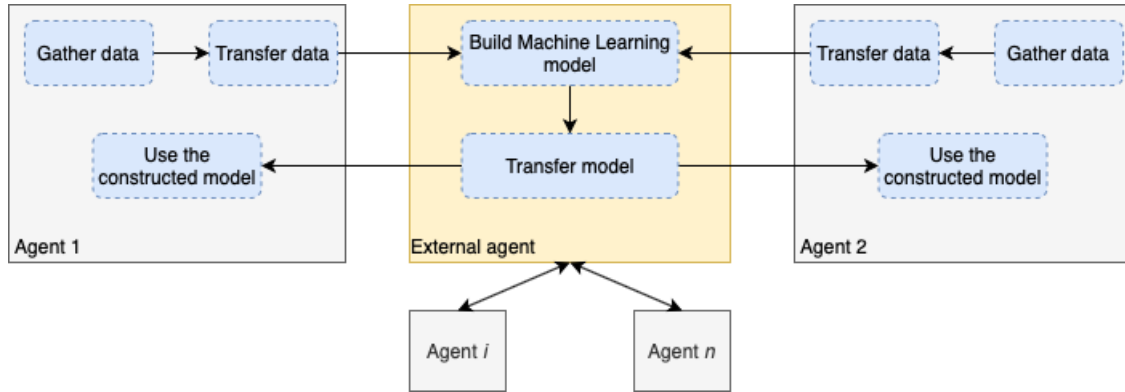 Gather data
Transfer data
Build Machine Learning
model
Transfer data
Gather data
Use the
constructed model
Transfer model
Use the
constructed model
Agent 1
External agent
Agent 2
Agent i
Agent n